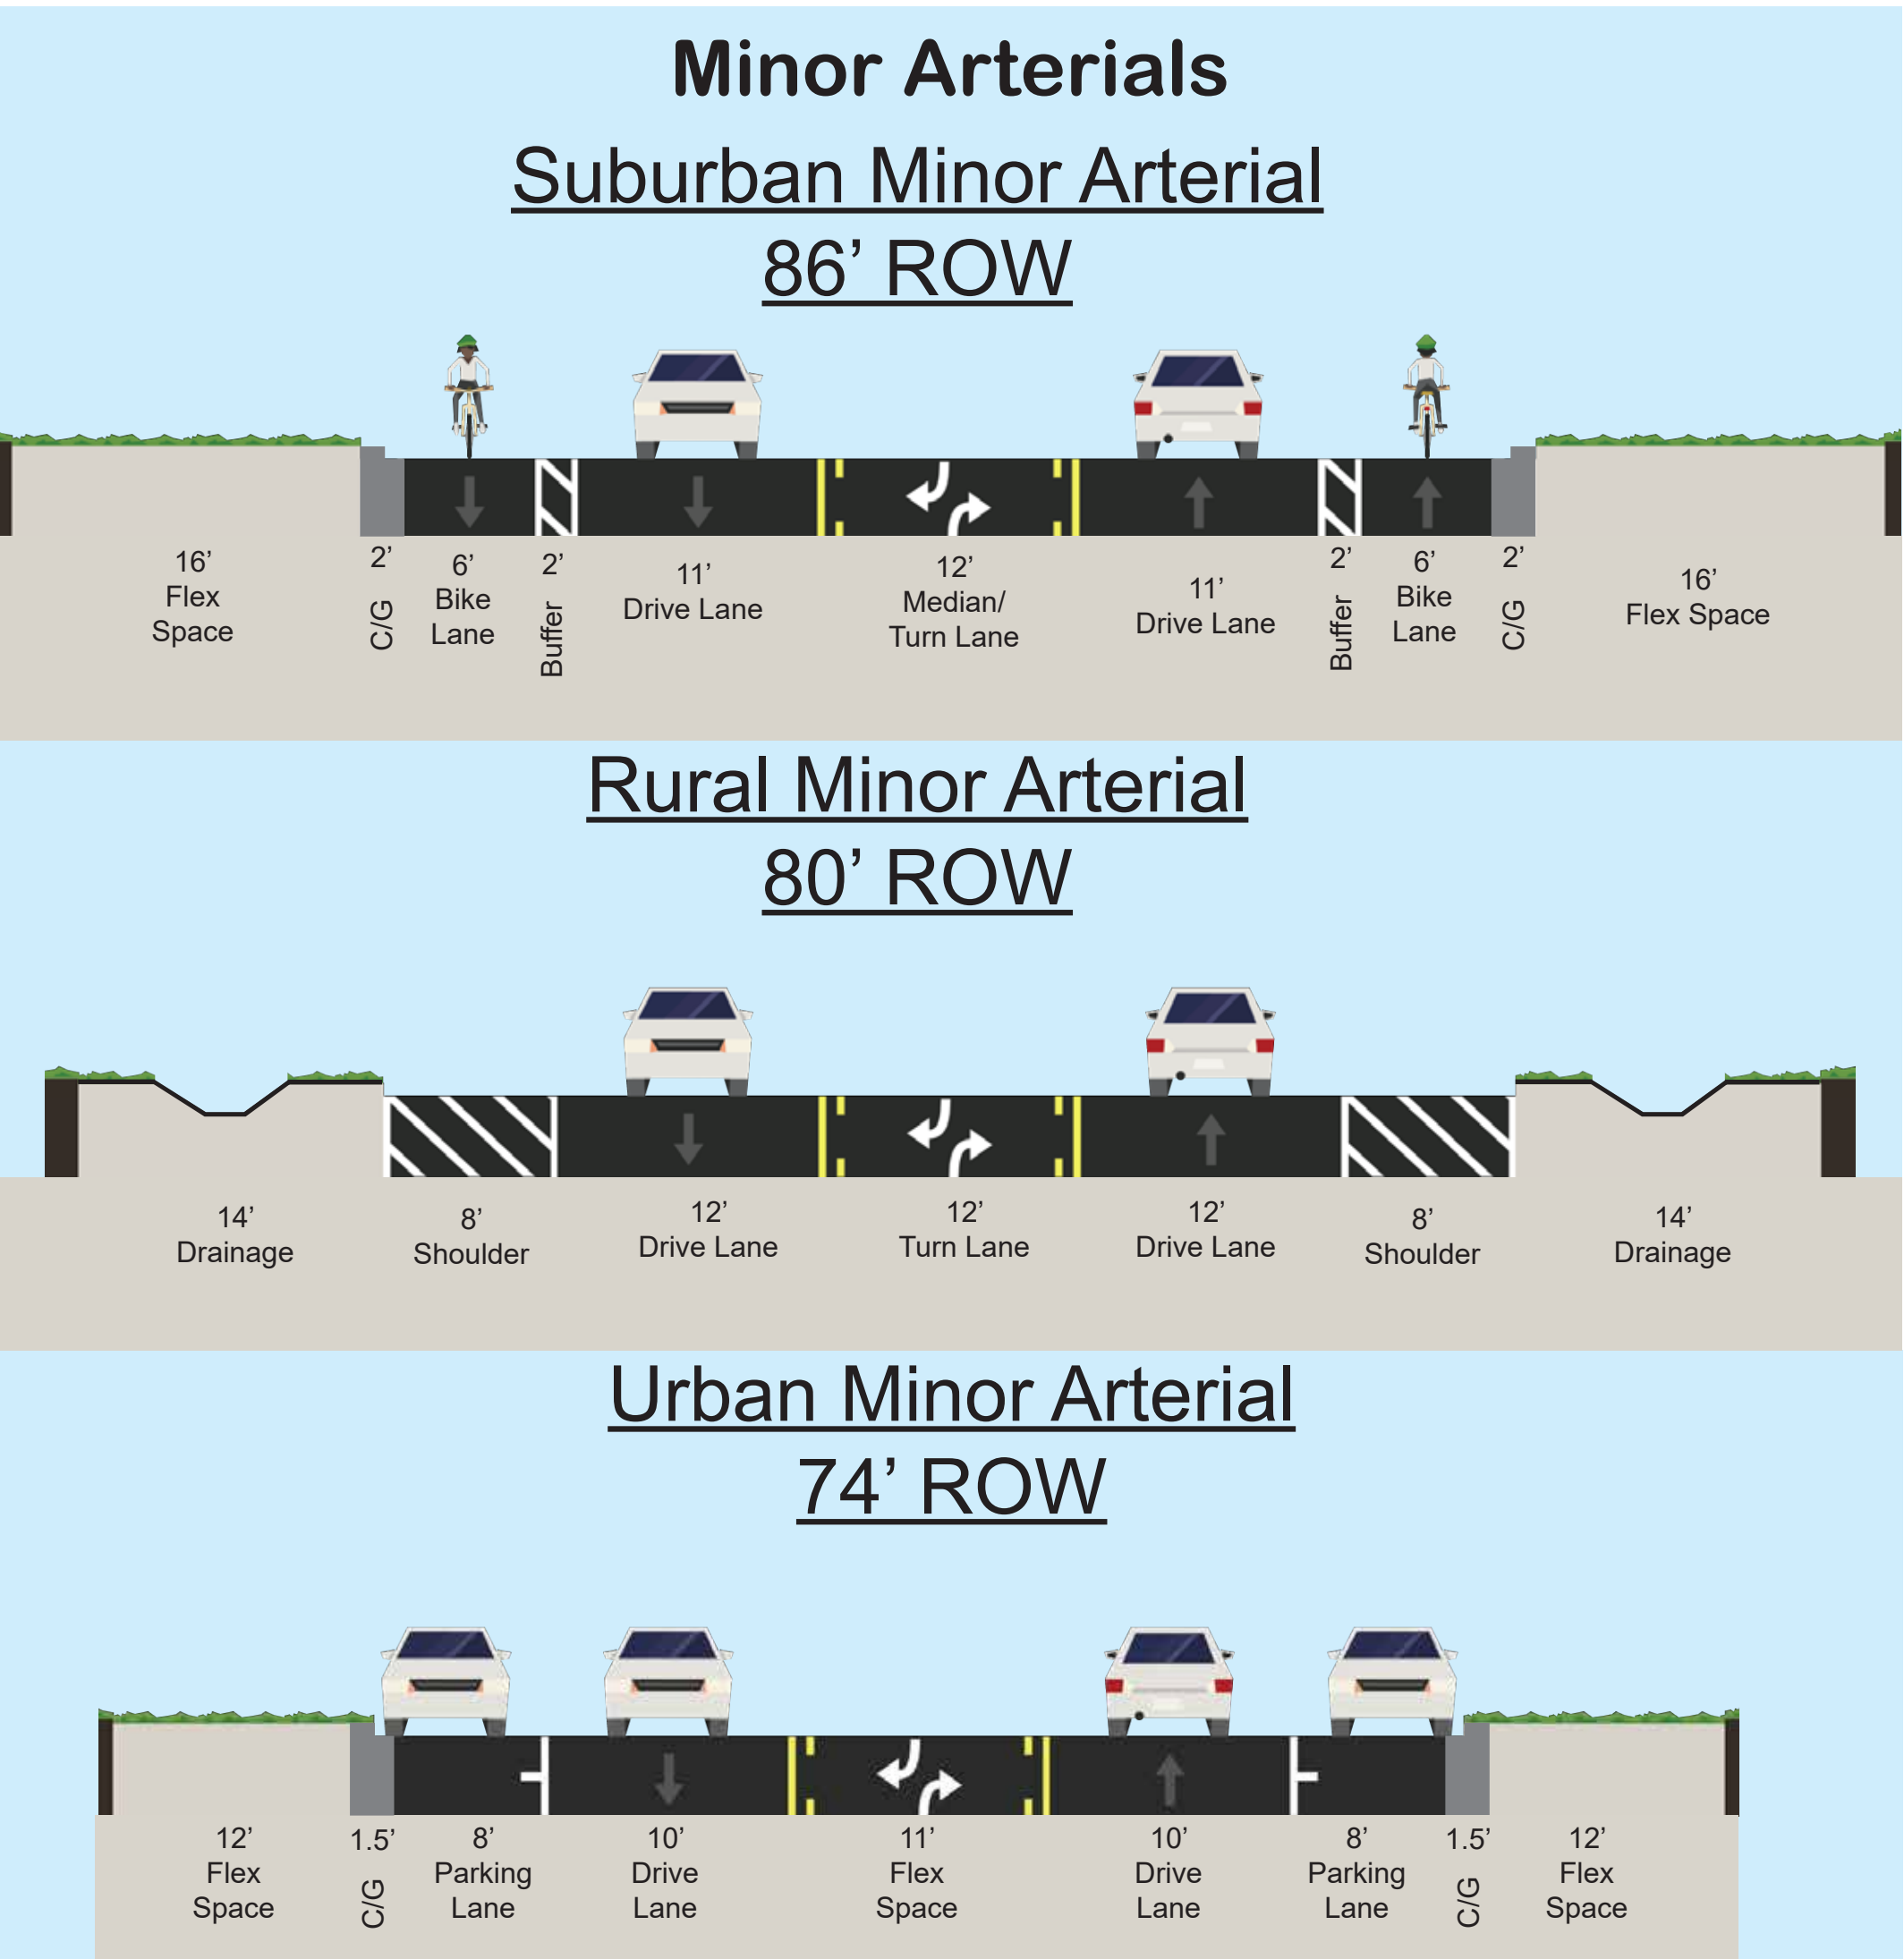 Minor Arterials
Suburban Minor Arterial
86’ ROW
16’
Flex
Space
2’
C/G
6’
Bike
Lane
2’
Buffer
11’
Drive Lane
12’
Median/
Turn Lane
11’
Drive Lane
2’
Buffer
6’
Bike
Lane
2’
C/G
16’
Flex Space
Rural Minor Arterial
80’ ROW
14’
Drainage
8’
Shoulder
12’
Drive Lane
12’
Turn Lane
12’
Drive Lane
8’
Shoulder
14’
Drainage
Urban Minor Arterial
74’ ROW
12’
Flex
Space
1.5’
C/G
8’
Parking
Lane
10’
Drive
Lane
11’
Flex
Space
10’
Drive
Lane
8’
Parking
Lane
1.5’
C/G
12’
Flex
Space